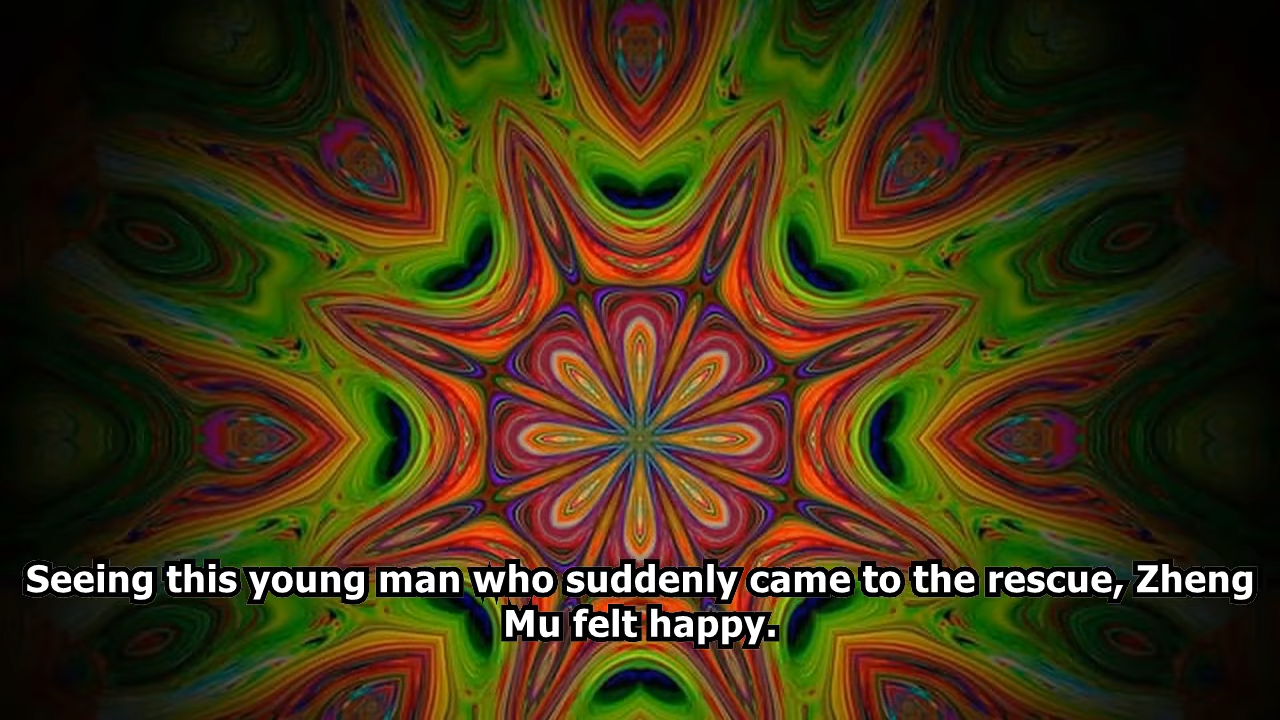 Seeing this young man who suddenly came to the rescue, Zheng
Mu felt happy.